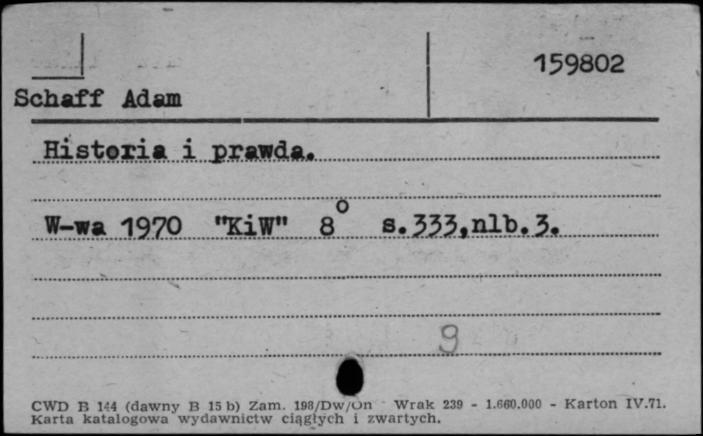 159802
Schaff Adam
Historia i prawda.
W-wa 1970 "KiW" 8° s.333,nlb.3.
9
CWD B 144 (dawny B 15 b) Zam. 198/Dw/On Wrak 239 - 1.660.000 - Karton IV.71.
Karta katalogowa wydawnictw ciągłych i zwartych.